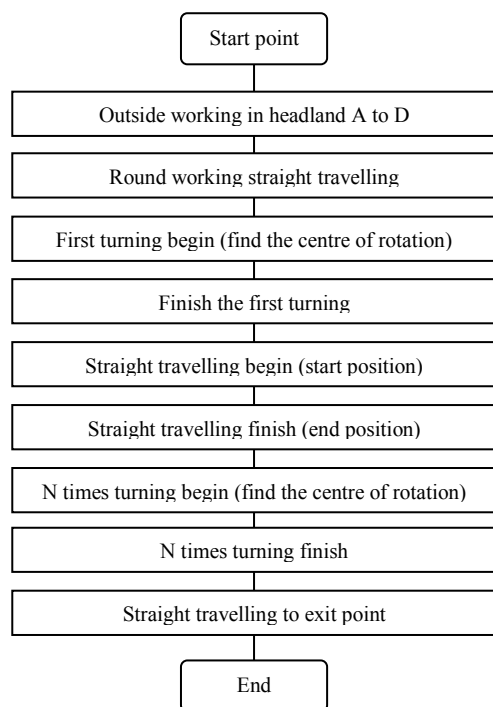 Start point
Outside working in headland A to D
Round working straight travelling
First turning begin (find the centre of rotation)
Finish the first turning
Straight travelling begin (start position)
Straight travelling finish (end position)
N times turning begin (find the centre of rotation)
N times turning finish
Straight travelling to exit point
End